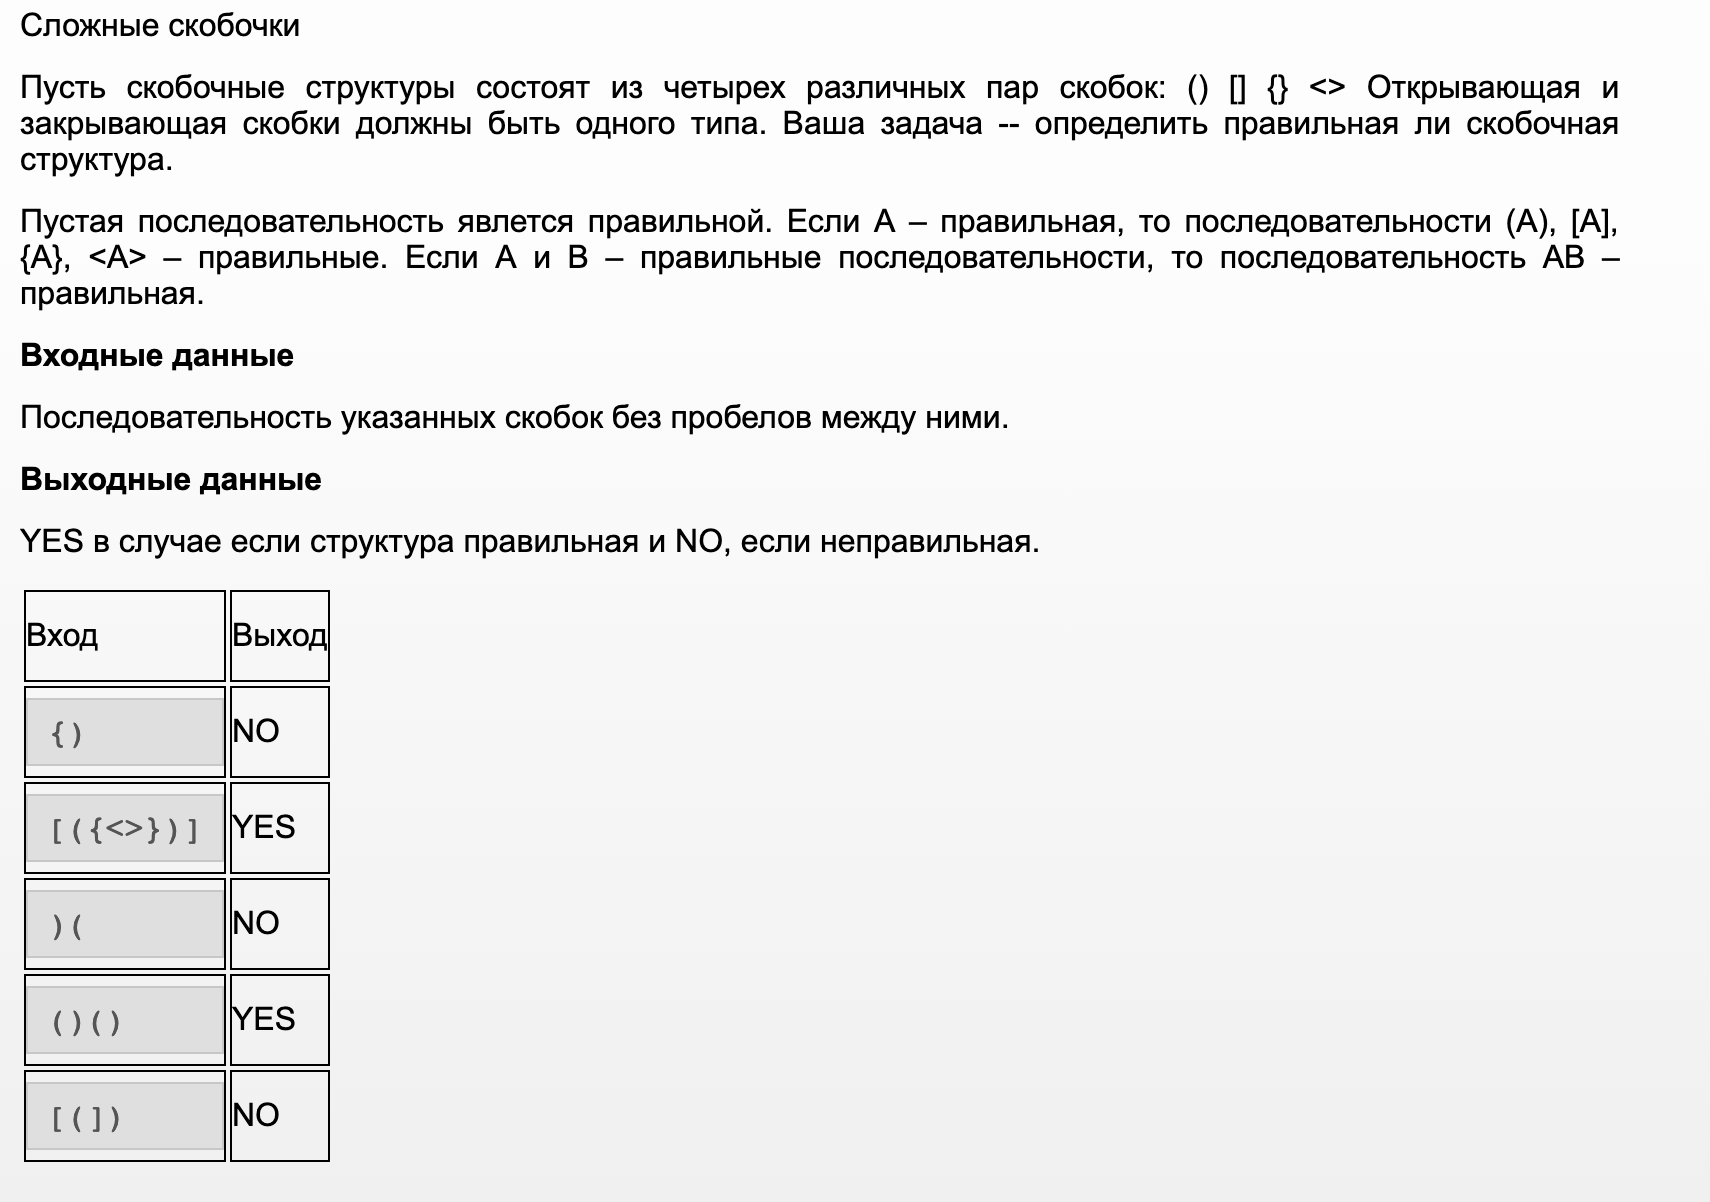 Сложные скобочки
Пусть скобочные структуры состоят из четырех различных пар скобок: () [] {} <> Открывающая и
закрывающая скобки должны быть одного типа. Ваша задача -- определить правильная ли скобочная
структура.
Пустая последовательность явлется правильной. Если A – правильная, то последовательности (A), [A],
{A}, <A> – правильные. Если A и B – правильные последовательности, то последовательность AB –
правильная.
Входные данные
Последовательность указанных скобок без пробелов между ними.
Выходные данные
YES в случае если структура правильная и NO, если неправильная.
Вход Выход
{) NO
[({<>})] YES
)( NO
()() YES
[(]) NO